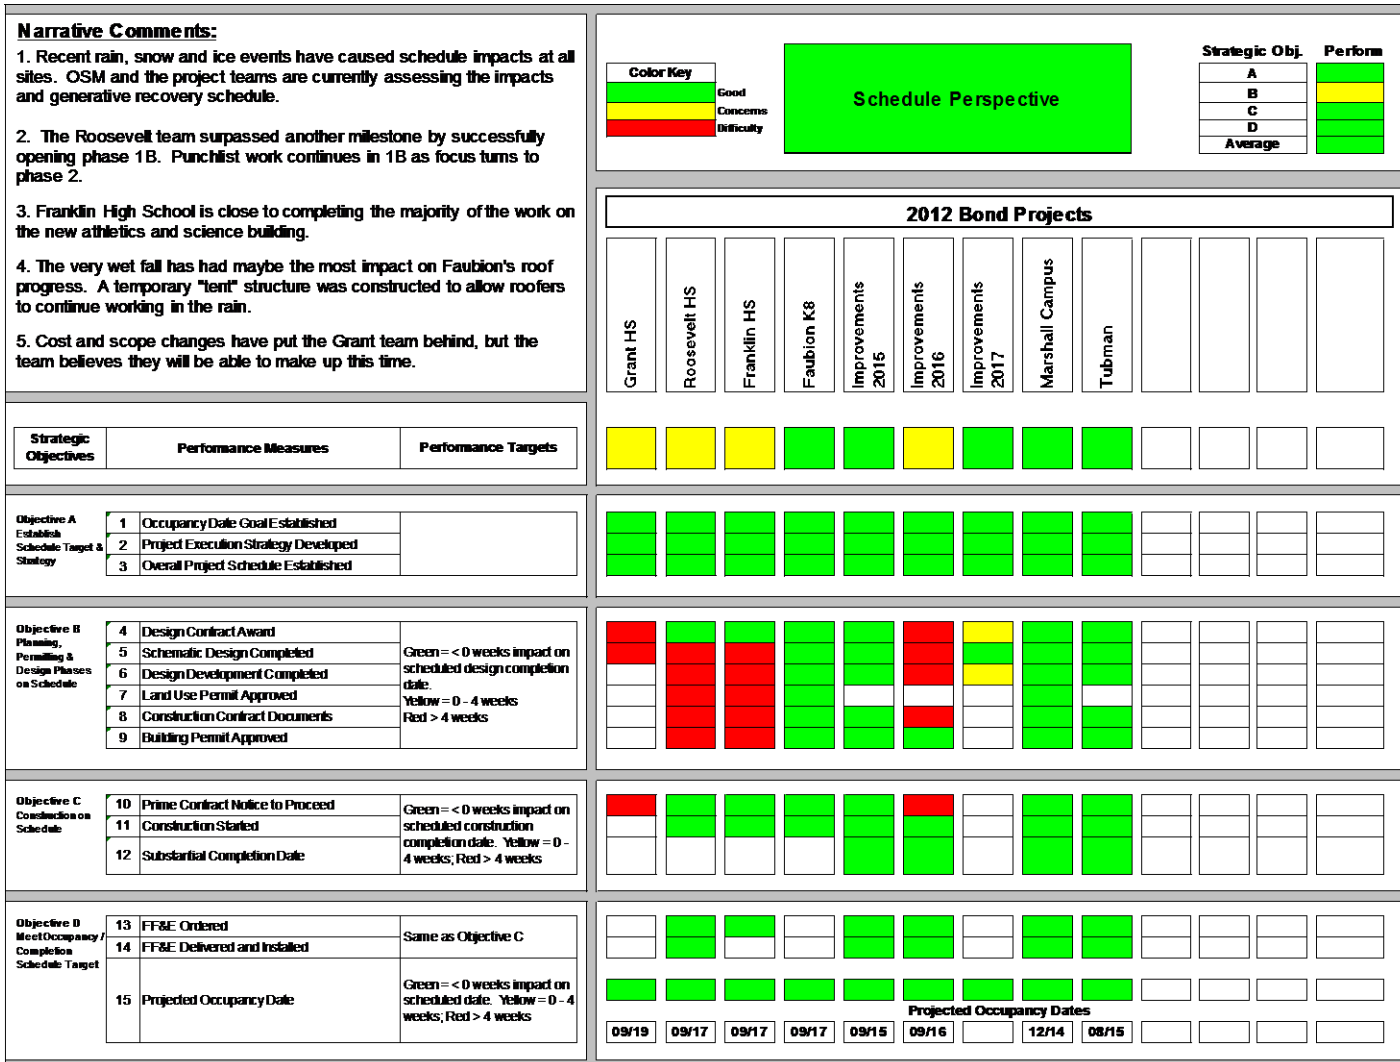 Narrative Comments:
1. Recent rain, snow and ice events have caused schedule impacts at all
sites. OSM and the project teams are currently assessing the impacts
and generative recovery schedule.
2. The Roosevelt team surpassed another milestone by successfully
opening phase 1B. Punchlist work continues in 1B as focus turns to
phase 2.
3. Franklin High School is close to completing the majority of the work on
the new athletics and science building.
4. The very wet fall has had maybe the most impact on Faubion's roof
progress. A temporary "tent" structure was constructed to allow roofers
to continue working in the rain.
5. Cost and scope changes have put the Grant team behind, but the
team believes they will be able to make up this time.
Color Key
Good
Concerns
Difficulty
Schedule Perspective
Strategic Obj. Perform
A
B
C
D
Average
2012 Bond Projects
Grant HS
Roosevelt HS
Franklin HS
Faubion K8
Improvements
2015
Improvements
2016
Improvements
2017
Marshall Campus
Tubman
Strategic
Objectives
Performance Measures
Performance Targets
Objective A
Establish
Schedule Target &
Strategy
1 Occupancy Date Goal Established
2 Project Execution Strategy Developed
3 Overall Project Schedule Established
Objective B
Planning,
Permitting &
Design Phases
on Schedule
4 Design Contract Award
5 Schematic Design Completed
6 Design Development Completed
7 Land Use Permit Approved
8 Construction Contract Documents
9 Building Permit Approved
Green = < 0 weeks impact on
scheduled design completion
date.
Yellow = 0 - 4 weeks
Red > 4 weeks
Objective C
Construction on
Schedule
10 Prime Contract Notice to Proceed
11 Construction Started
12 Substantial Completion Date
Green = < 0 weeks impact on
scheduled construction
completion date. Yellow = 0 -
4 weeks; Red > 4 weeks
Objective D
Meet Occupancy /
Completion
Schedule Target
13 FF&E Ordered
14 FF&E Delivered and Installed
Same as Objective C
15 Projected Occupancy Date
Green = < 0 weeks impact on
scheduled date. Yellow = 0 - 4
weeks; Red > 4 weeks
Projected Occupancy Dates
09/19 09/17 09/17 09/17 09/15 09/16 12/14 08/15